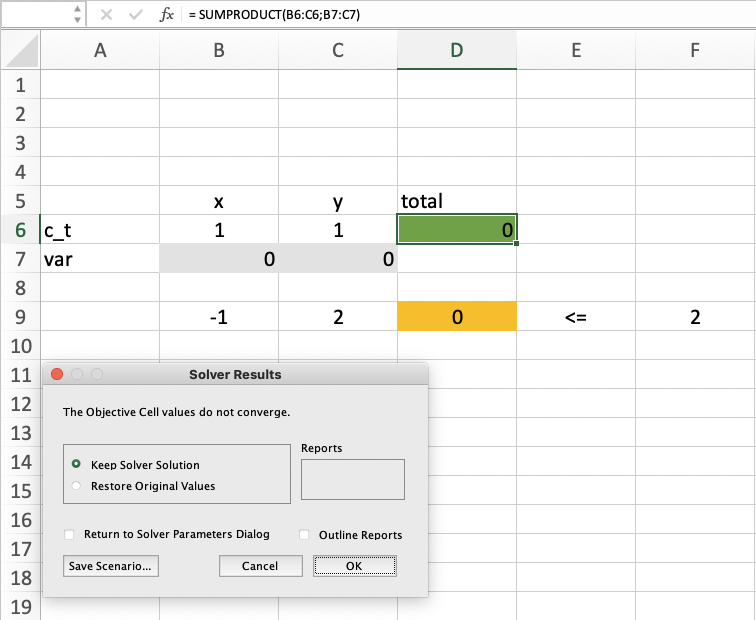 fx = SUMPRODUCT(B6:C6;B7:C7)
A B C D E F
1
2
3
4
5 x y total
6 c_t 1 1 0
7 var 0 0
8
9 -1 2 0 <= 2
10
11 Solver Results
12 The Objective Cell values do not converge.
13 Reports
14 Keep Solver Solution
15 Restore Original Values
16
17 Return to Solver Parameters Dialog Outline Reports
18 Save Scenario... Cancel OK
19